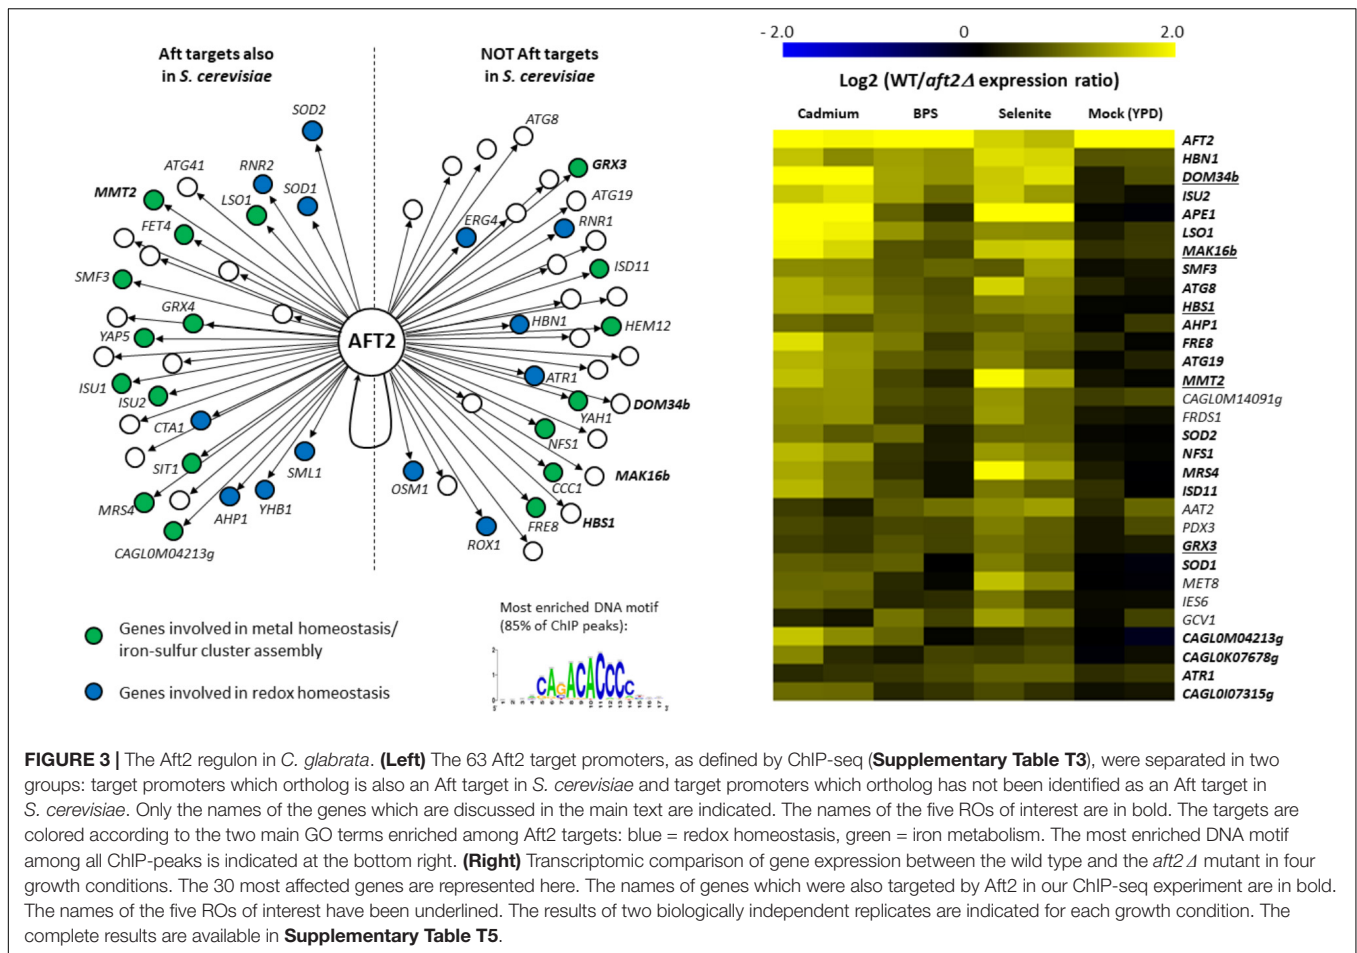 Aft targets also
in S. cerevisiae
NOT Aft targets
in S. cerevisiae
SOD2
ATG8
ATG41
RNR2
GRX3
MMT2
SOD1
LSO1
ATG19
FET4
ERG4
RNR1
SMF3
ISD11
GRX4
HBN1
HEM12
YAP5
AFT2
ISU1
ATR1
ISU2
DOM34b
CTA1
YAH1
NFS1
SIT1
SML1
MAK16b
OSM1
CCC1
MRS4
AHP1
YHB1
FRE8
HBS1
CAGL0M04213g
ROX1
Genes involved in metal homeostasis/
iron-sulfur cluster assembly
Genes involved in redox homeostasis
Most enriched DNA motif
(85% of ChIP peaks):
2
1
0
CAGACACCCC
- 2.0
0
2.0
Log2 (WT/aft2Δ expression ratio)
Cadmium
BPS
Selenite
Mock (YPD)
AFT2
HBN1
DOM34b
ISU2
APE1
LSO1
MAK16b
SMF3
ATG8
HBS1
AHP1
FRE8
ATG19
MMT2
CAGL0M14091g
FRDS1
SOD2
NFS1
MRS4
ISD11
AAT2
PDX3
GRX3
SOD1
MET8
IES6
GCV1
CAGL0M04213g
CAGL0K07678g
ATR1
CAGL0I07315g
FIGURE 3 | The Aft2 regulon in C. glabrata. (Left) The 63 Aft2 target promoters, as defined by ChIP-seq (Supplementary Table T3), were separated in two
groups: target promoters which ortholog is also an Aft target in S. cerevisiae and target promoters which ortholog has not been identified as an Aft target in
S. cerevisiae. Only the names of the genes which are discussed in the main text are indicated. The names of the five ROs of interest are in bold. The targets are
colored according to the two main GO terms enriched among Aft2 targets: blue = redox homeostasis, green = iron metabolism. The most enriched DNA motif
among all ChIP-peaks is indicated at the bottom right. (Right) Transcriptomic comparison of gene expression between the wild type and the aft2Δ mutant in four
growth conditions. The 30 most affected genes are represented here. The names of genes which were also targeted by Aft2 in our ChIP-seq experiment are in bold.
The names of the five ROs of interest have been underlined. The results of two biologically independent replicates are indicated for each growth condition. The
complete results are available in Supplementary Table T5.